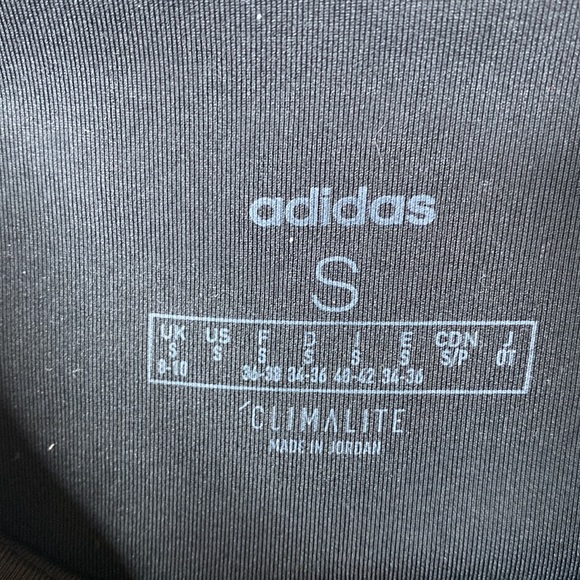 adidas
S
UK US F D I E CDN J
S S S S S S S/P OT
8-10 36-38 34-36 40-42 34-36
CLIMALITE
MADE IN JORDAN